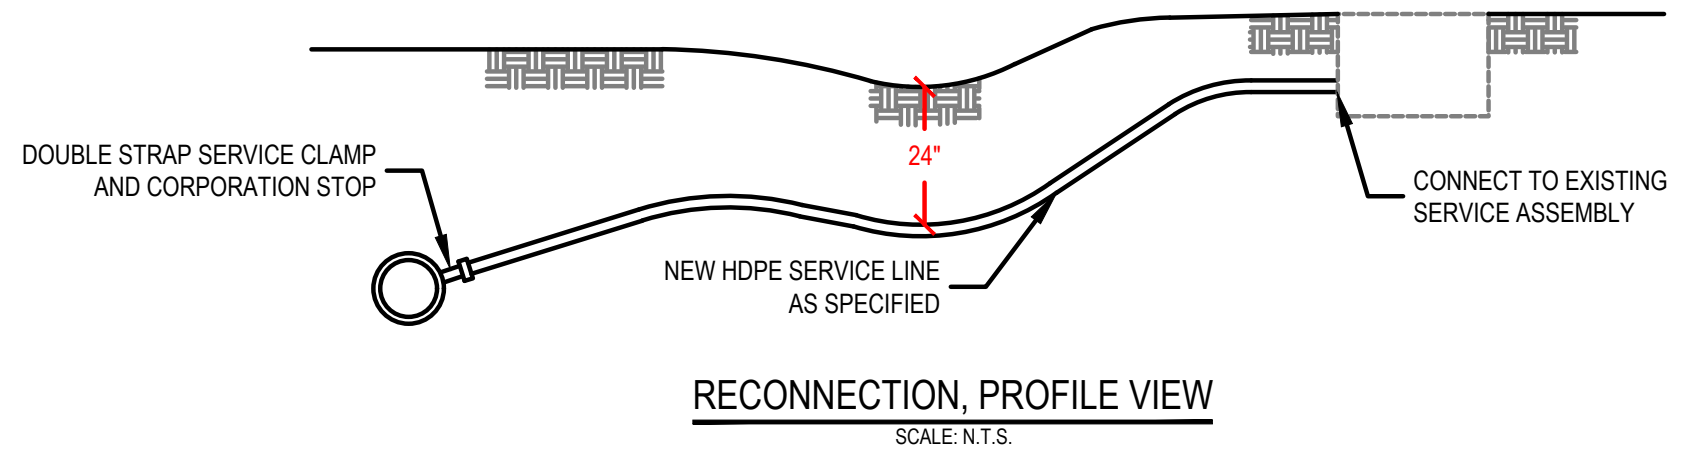 DOUBLE STRAP SERVICE CLAMP
AND CORPORATION STOP
24"
CONNECT TO EXISTING
SERVICE ASSEMBLY
NEW HDPE SERVICE LINE
AS SPECIFIED
RECONNECTION, PROFILE VIEW
SCALE: N.T.S.